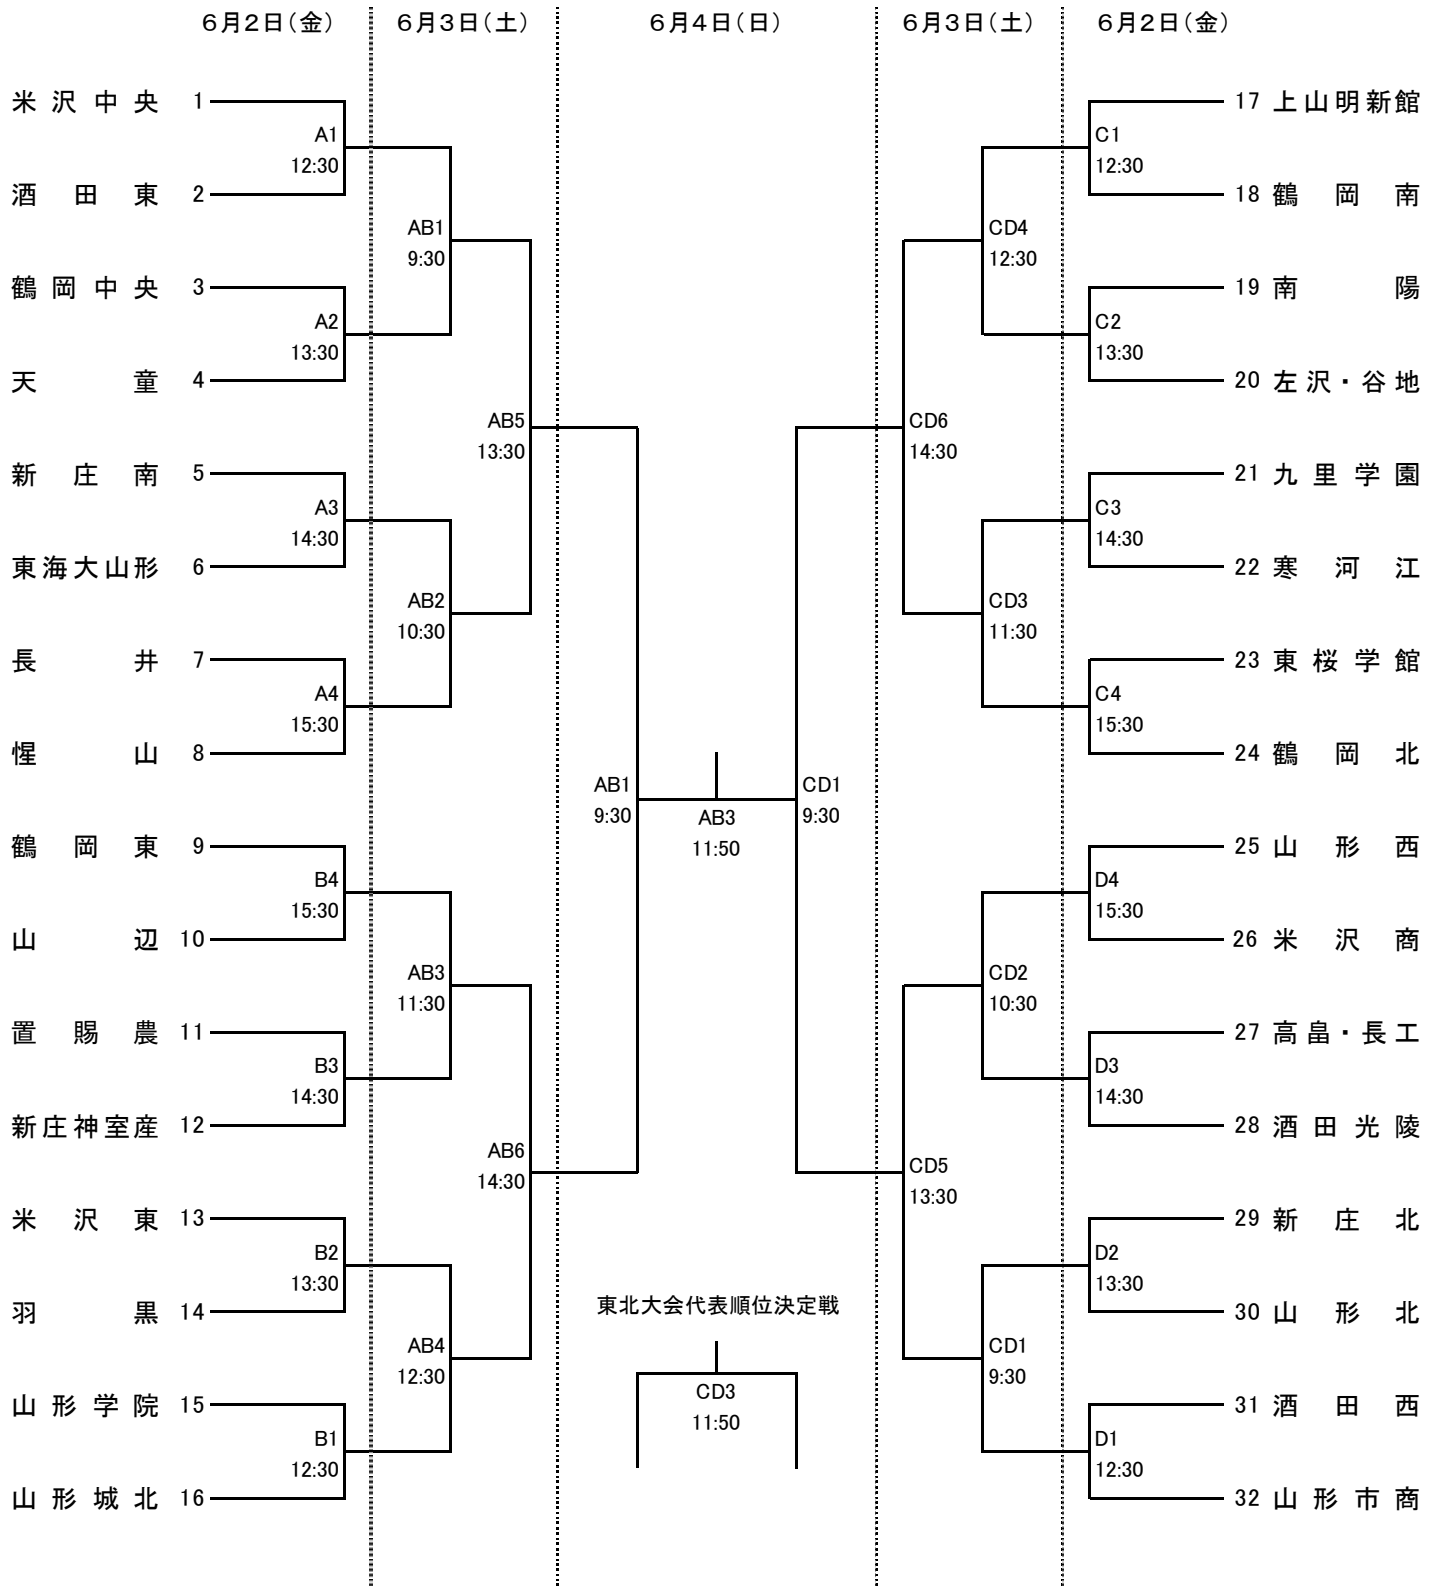 6月2日(金) 6月3日(土) 6月4日(日) 6月3日(土) 6月2日(金)
米沢中央 1 17 上山明新館
A1 C1
12:30 12:30
酒田東 2 18 鶴岡南
AB1 CD4
9:30 12:30
鶴岡中央 3 19 南陽
A2 C2
13:30 13:30
天童 4 20 左沢・谷地
AB5 CD6
13:30 14:30
新庄南 5 21 九里学園
A3 C3
14:30 14:30
東海大山形 6 22 寒河江
AB2 CD3
10:30 11:30
長井 7 23 東桜学館
A4 C4
15:30 15:30
惺山 8 24 鶴岡北
AB1 CD1
9:30 AB3 9:30
11:50
鶴岡東 9 25 山形西
B4 D4
15:30 15:30
山辺 10 26 米沢商
AB3 CD2
11:30 10:30
置賜農 11 27 高畠・長工
B3 D3
14:30 14:30
新庄神室産 12 28 酒田光陵
AB6 CD5
14:30 13:30
米沢東 13 29 新庄北
B2 D2
13:30 13:30
羽黒 14 東北大会代表順位決定戦 30 山形北
AB4 CD1
12:30 9:30
CD3
山形学院 15 31 酒田西
11:50
B1 D1
12:30 12:30
山形城北 16 32 山形市商